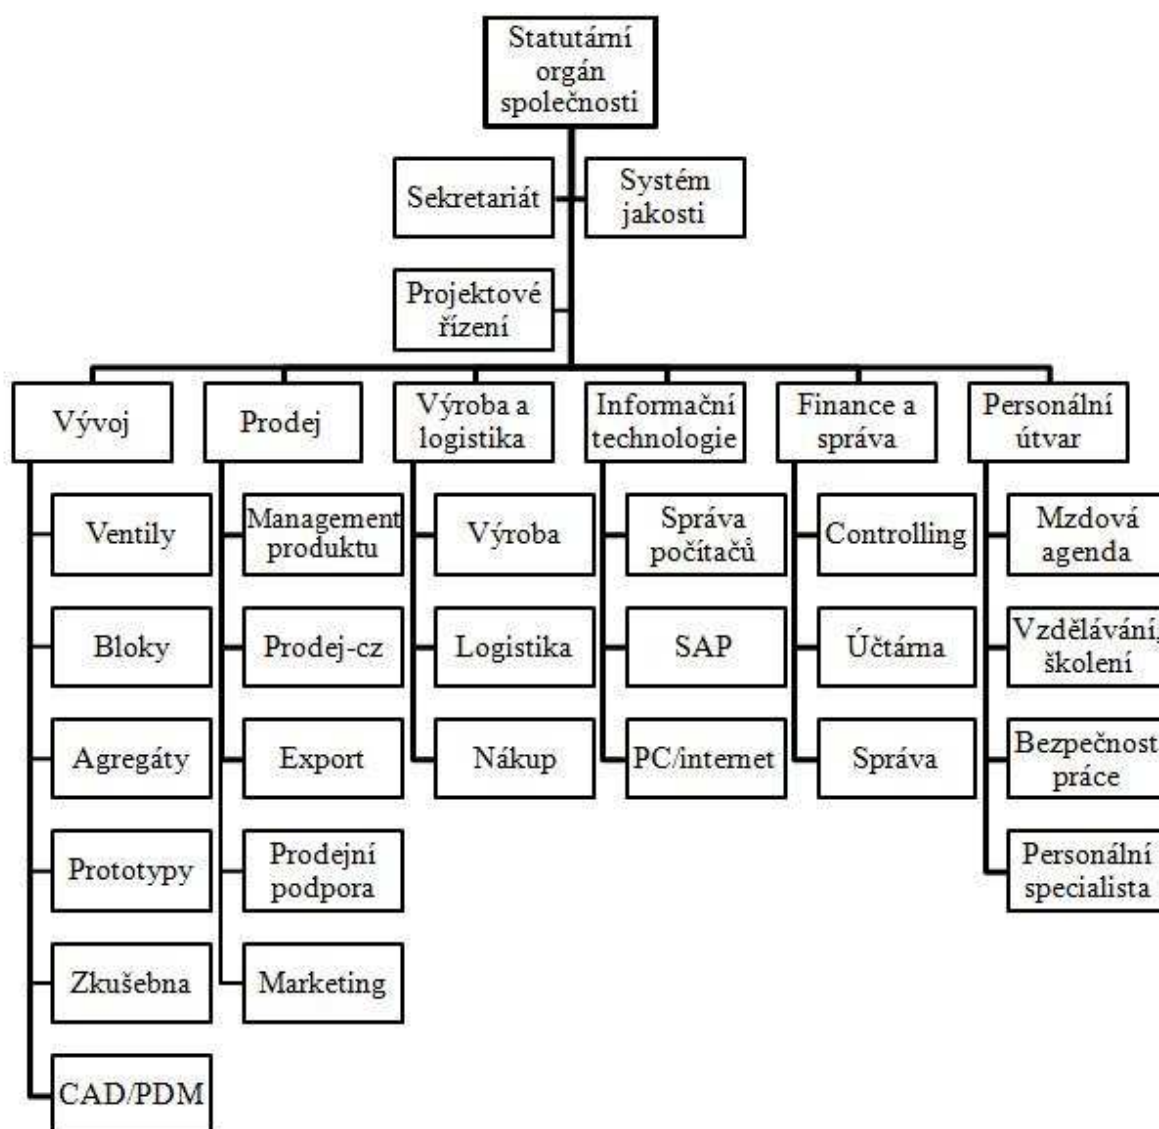 Statutární
orgán
společnosti
Sekretariát
Systém
jakosti
Projektové
řízení
Vývoj
Prodej
Výroba a
logistika
Informační
technologie
Finance a
správa
Personální
útvar
Ventily
Bloky
Agregáty
Prototypy
Zkušebna
CAD/PDM
Management
produktu
Prodej-cz
Export
Prodejní
podpora
Marketing
Výroba
Logistika
Nákup
Správa
počítačů
SAP
PC/internet
Controlling
Účtárna
Správa
Mzdová
agenda
Vzdělávání,
školení
Bezpečnost
práce
Personální
specialista